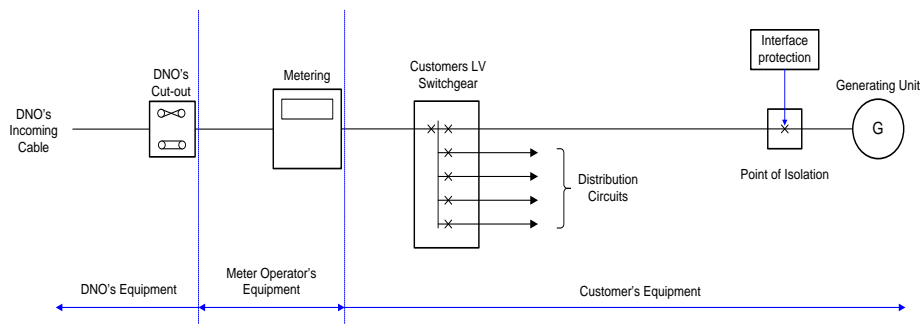 Interface
protection
DNO's
Cut-out
Metering
Customers LV
Switchgear
Generating Unit
DNO's
Incoming
Cable
G
Point of Isolation
Distribution
Circuits
DNO's Equipment
Meter Operator's
Equipment
Customer's Equipment